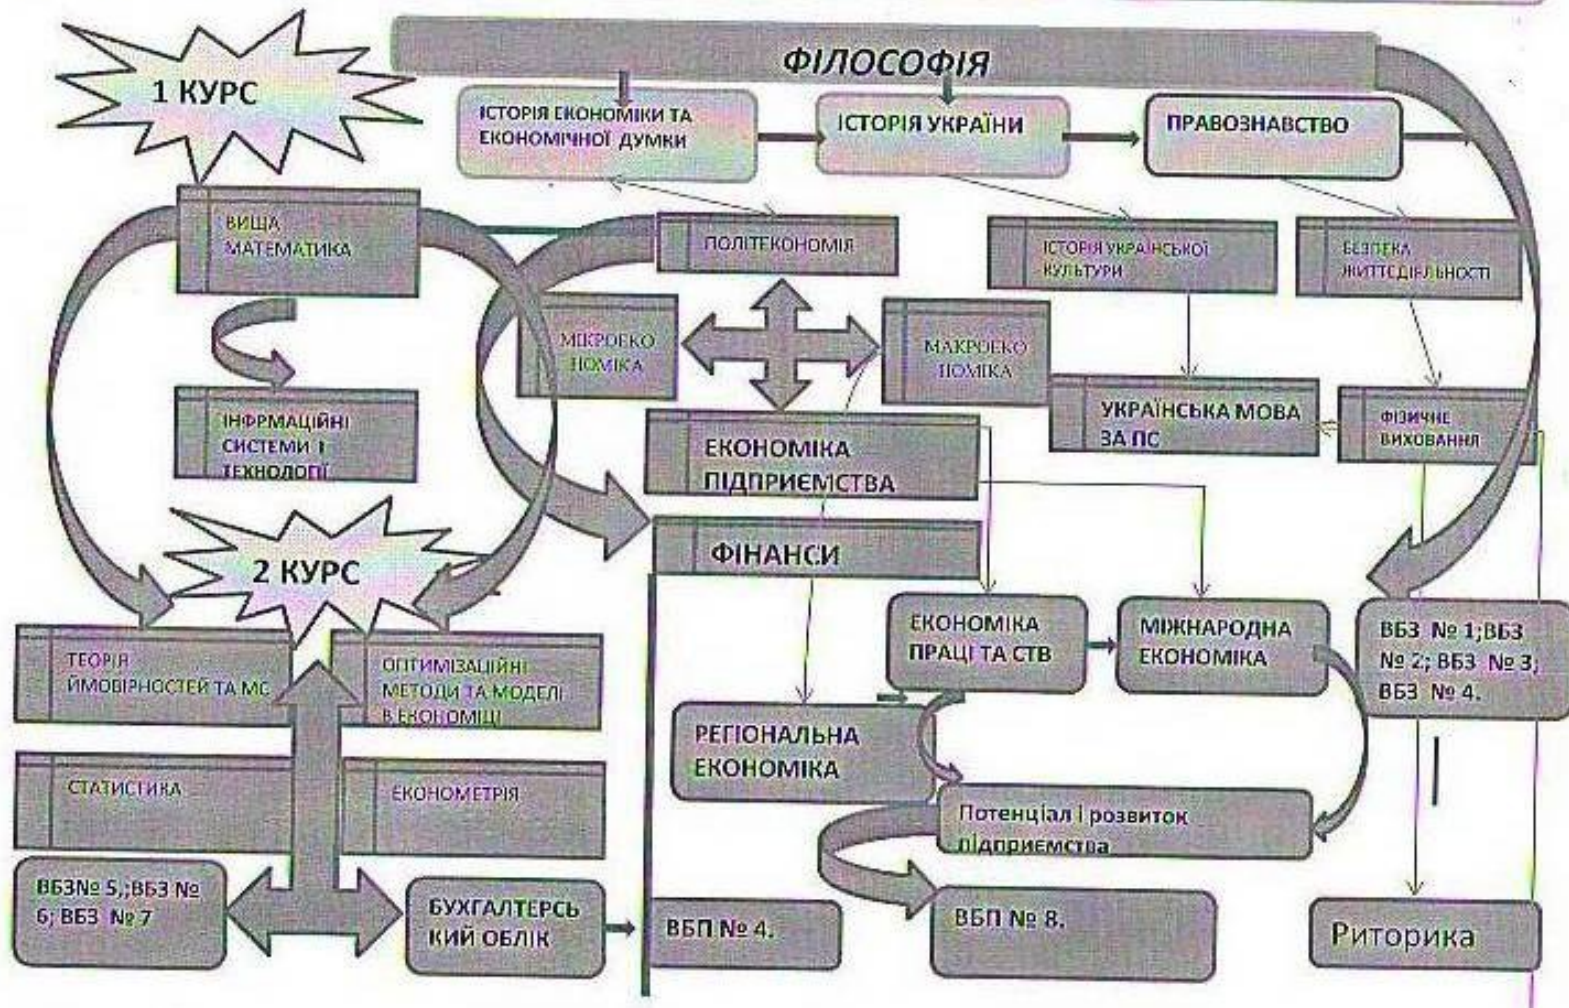 ФІЛОСОФІЯ
1 КУРС
ІСТОРІЯ ЕКОНОМІКИ ТА
ЕКОНОМІЧНОЇ ДУМКИ
ІСТОРІЯ УКРАЇНИ
ПРАВОЗНАВСТВО
ВИЩА
МАТЕМАТИКА
ПОЛІТЕКОНОМІЯ
ІСТОРІЯ УКРАЇНСЬКОЇ
КУЛЬТУРИ
БЕЗПЕКА
ЖИТТЄДІЯЛЬНОСТІ
МІКРОЕКО
НОМІКА
МАКРОЕКО
НОМІКА
ІНФРМАЦІЙНІ
СИСТЕМИ І
ТЕХНОЛОГІЇ
ЕКОНОМІКА
ПІДПРИЄМСТВА
УКРАЇНСЬКА МОВА
ЗА ПС
ФІЗИЧНЕ
ВИХОВАННЯ
ФІНАНСИ
2 КУРС
ТЕОРІЯ
ЙМОВІРНОСТЕЙ ТА МС
ОПТИМІЗАЦІЙНІ
МЕТОДИ ТА МОДЕЛІ
В ЕКОНОМІЦІ
ЕКОНОМІКА
ПРАЦІ ТА СТВ
МІЖНАРОДНА
ЕКОНОМІКА
ВБЗ № 1;ВБЗ
№ 2; ВБЗ № 3;
ВБЗ № 4.
РЕГІОНАЛЬНА
ЕКОНОМІКА
СТАТИСТИКА
ЕКОНОМЕТРІЯ
Потенціал і розвиток
підприємства
ВБЗ№ 5,;ВБЗ №
6; ВБЗ № 7
БУХГАЛТЕРСЬ
КИЙ ОБЛІК
ВБП № 4.
ВБП № 8.
Риторика